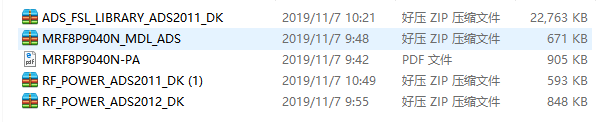 ADS_FSL_LIBRARY_ADS2011_DK 2019/11/7 10:21 好压 ZIP 压缩文件 22,763 KB
MRF8P9040N_MDL_ADS 2019/11/7 9:48 好压 ZIP 压缩文件 671 KB
MRF8P9040N-PA 2019/11/7 9:42 PDF 文件 905 KB
RF_POWER_ADS2011_DK (1) 2019/11/7 10:49 好压 ZIP 压缩文件 593 KB
RF_POWER_ADS2012_DK 2019/11/7 9:55 好压 ZIP 压缩文件 848 KB